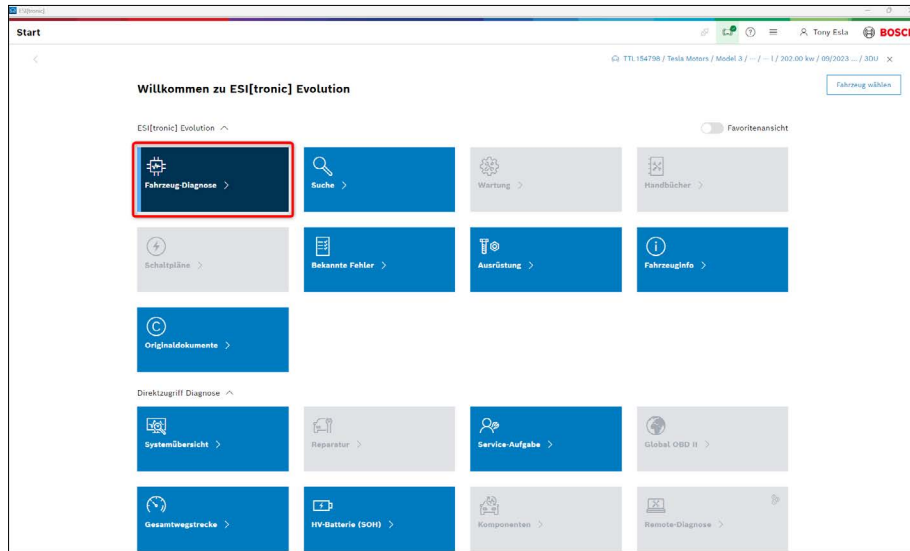 ESI[tronic]
Start
Tony Esla
BOSCH
TTL154798 / Tesla Motors / Model 3 / -- / -- l / 202.00 kw / 09/2023 ... / 3DU
Willkommen zu ESI[tronic] Evolution
Fahrzeug wählen
ESI[tronic] Evolution
Favoritenansicht
Fahrzeug-Diagnose
Suche
Wartung
Handbücher
Schaltpläne
Bekannte Fehler
Ausrüstung
Fahrzeuginfo
Originaldokumente
Direktzugriff Diagnose
Systemübersicht
Reparatur
Service-Aufgabe
Global OBD II
Gesamtwegstrecke
HV-Batterie (SOH)
Komponenten
Remote-Diagnose